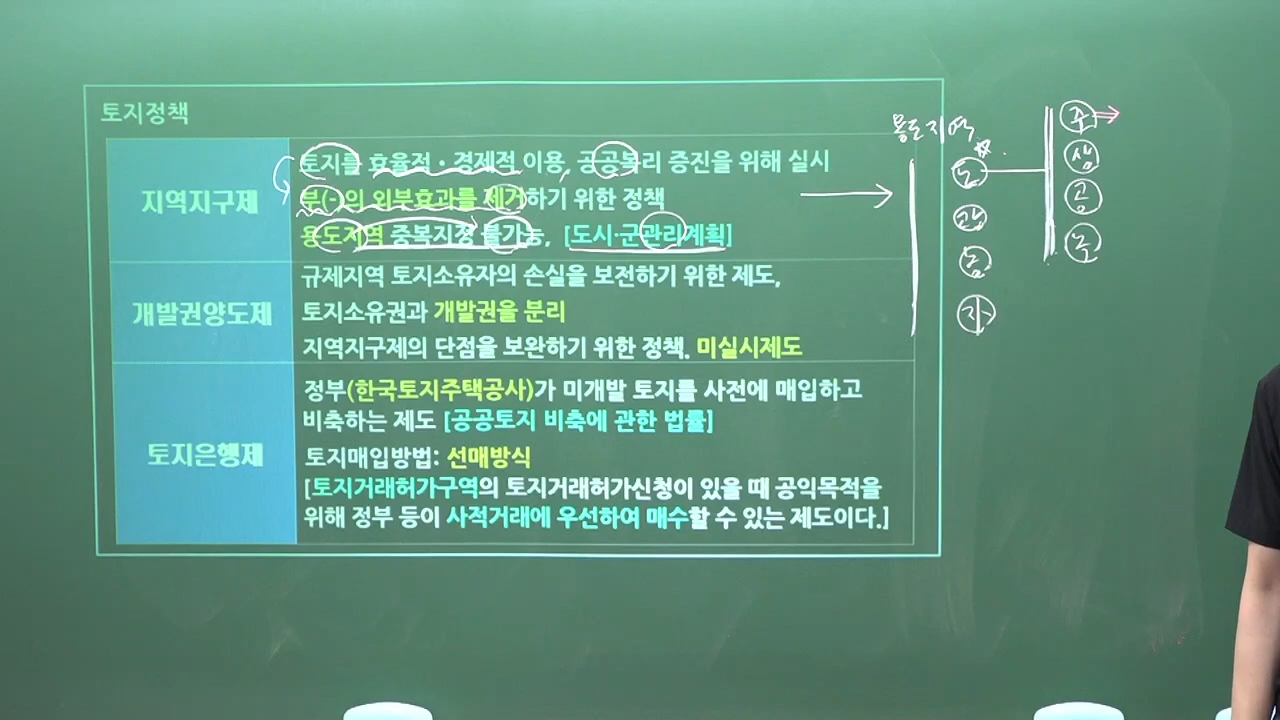 토지정책
지역지구제
토지를 효율적·경제적 이용, 공공복리 증진을 위해 실시
부(-)의 외부효과를 제거하기 위한 정책
용도지역 중복지정 불가능, [도시·군관리계획]
개발권양도제
규제지역 토지소유자의 손실을 보전하기 위한 제도,
토지소유권과 개발권을 분리
지역지구제의 단점을 보완하기 위한 정책. 미실시제도
토지은행제
정부(한국토지주택공사)가 미개발 토지를 사전에 매입하고
비축하는 제도 [공공토지 비축에 관한 법률]
토지매입방법: 선매방식
[토지거래허가구역의 토지거래허가신청이 있을 때 공익목적을
위해 정부 등이 사적거래에 우선하여 매수할 수 있는 제도이다.]
용도지역
도
관
농
자
주
상
공
녹